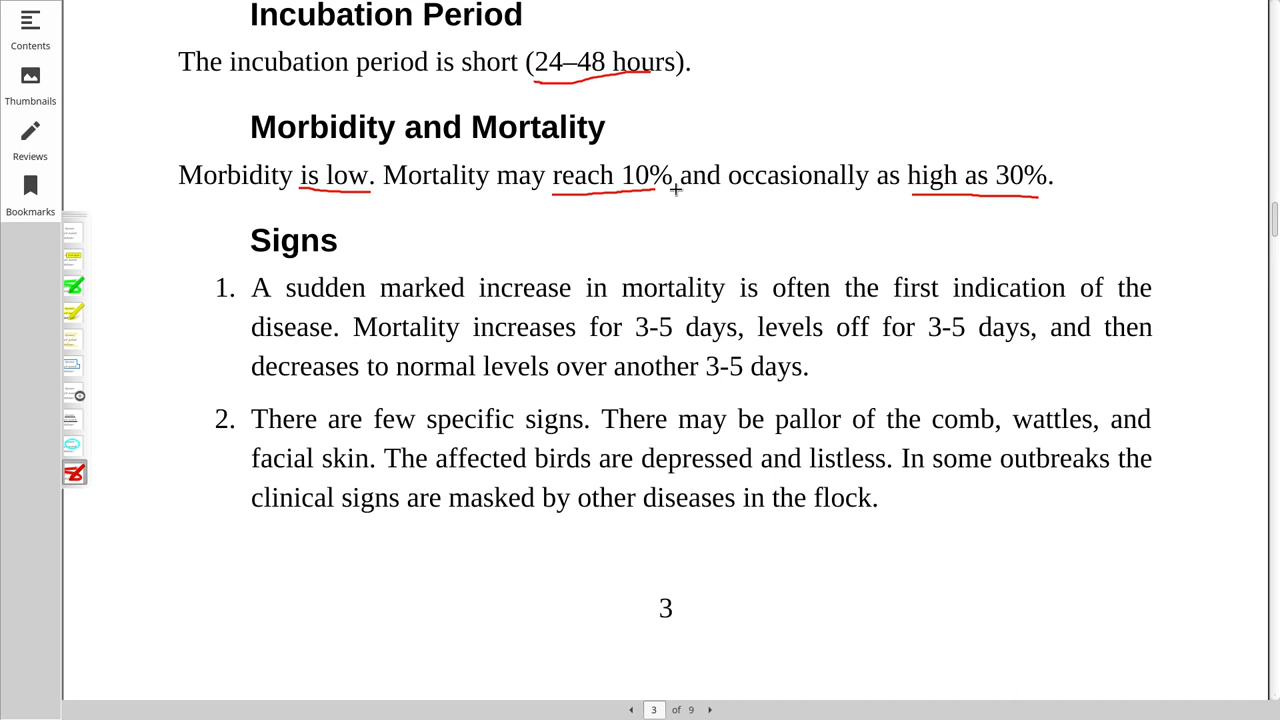 Incubation Period
The incubation period is short (24–48 hours).
Morbidity and Mortality
Morbidity is low. Mortality may reach 10% and occasionally as high as 30%.
Signs
1. A sudden marked increase in mortality is often the first indication of the
disease. Mortality increases for 3-5 days, levels off for 3-5 days, and then
decreases to normal levels over another 3-5 days.
2. There are few specific signs. There may be pallor of the comb, wattles, and
facial skin. The affected birds are depressed and listless. In some outbreaks the
clinical signs are masked by other diseases in the flock.
3
Contents
Thumbnails
Reviews
Bookmarks
3 of 9